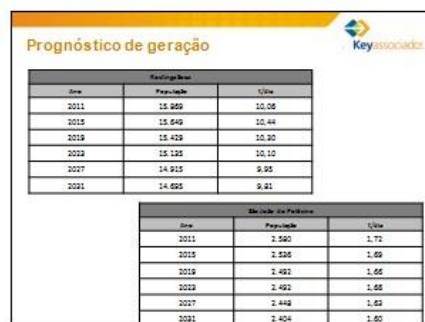 Prognóstico de geração
Keyassociados
Ano População t/dia
2011 15.869 10,06
2015 15.649 10,44
2019 15.429 10,30
2023 15.135 10,10
2027 14.915 9,95
2031 14.695 9,81
Ano População t/dia
2011 2.580 1,72
2015 2.536 1,69
2019 2.492 1,66
2023 2.492 1,66
2027 2.448 1,63
2031 2.404 1,60